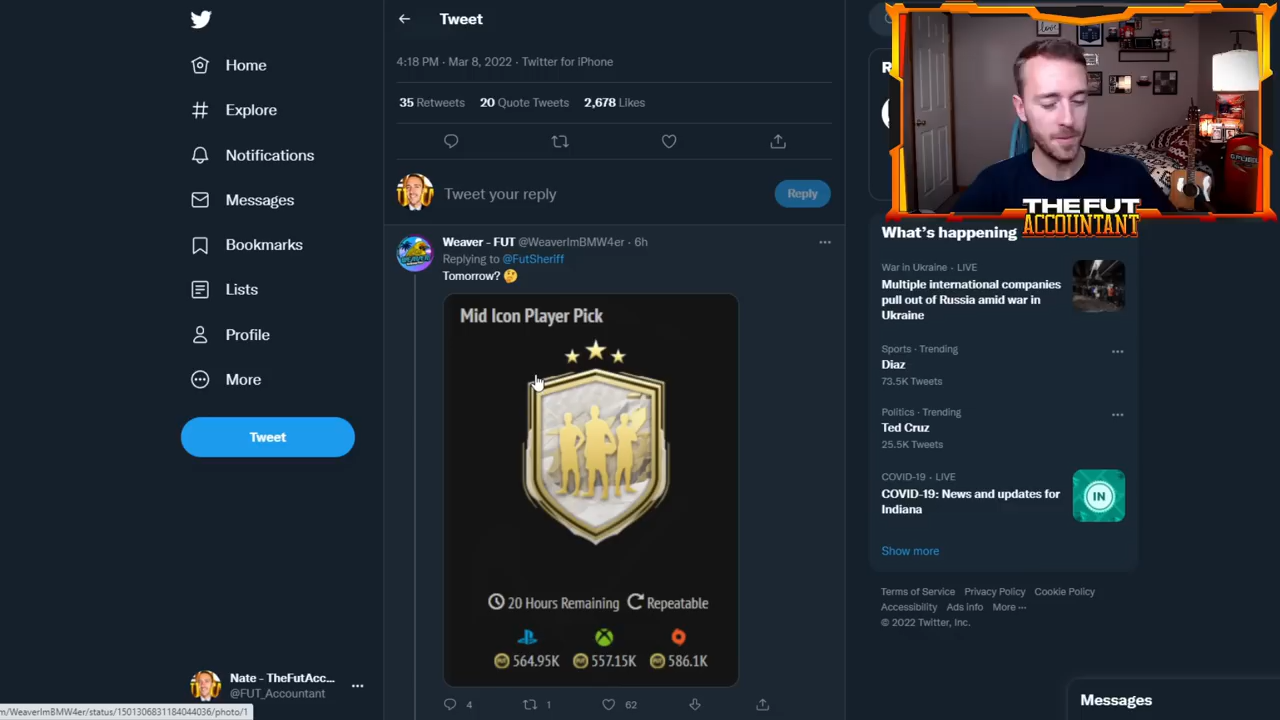 Tweet
4:18 PM · Mar 8, 2022 · Twitter for iPhone
35 Retweets 20 Quote Tweets 2,678 Likes
Tweet your reply
Reply
Home
Explore
Notifications
Messages
Bookmarks
Lists
Profile
More
Tweet
Weaver - FUT @WeaverImBMW4er · 6h
Replying to @FutSheriff
Tomorrow? 🤔
Mid Icon Player Pick
20 Hours Remaining Repeatable
564.95K 557.15K 586.1K
4 1 62
Nate - TheFutAcc...
@FUT_Accountant
m/WeaverImBMW4er/status/1501306831184044036/photo/1
THE FUT
ACCOUNTANT
What's happening
War in Ukraine · LIVE
Multiple international companies
pull out of Russia amid war in
Ukraine
Sports · Trending
Diaz
73.5K Tweets
Politics · Trending
Ted Cruz
25.5K Tweets
COVID-19 · LIVE
COVID-19: News and updates for
Indiana
IN
Show more
Terms of Service Privacy Policy Cookie Policy
Accessibility Ads info More ···
© 2022 Twitter, Inc.
Messages